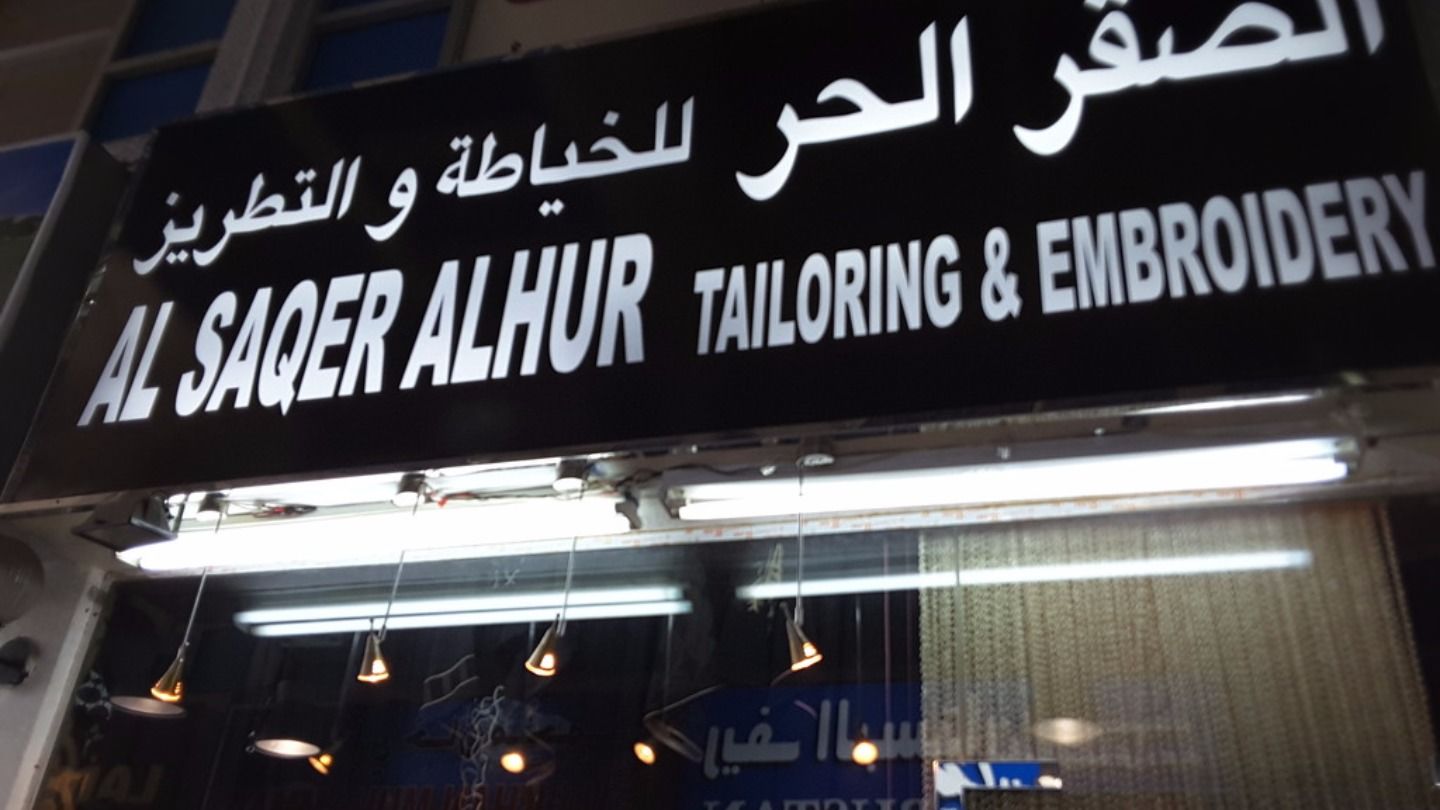 الصقر الحر للخياطة و التطريز
AL SAQER ALHUR TAILORING & EMBROIDERY